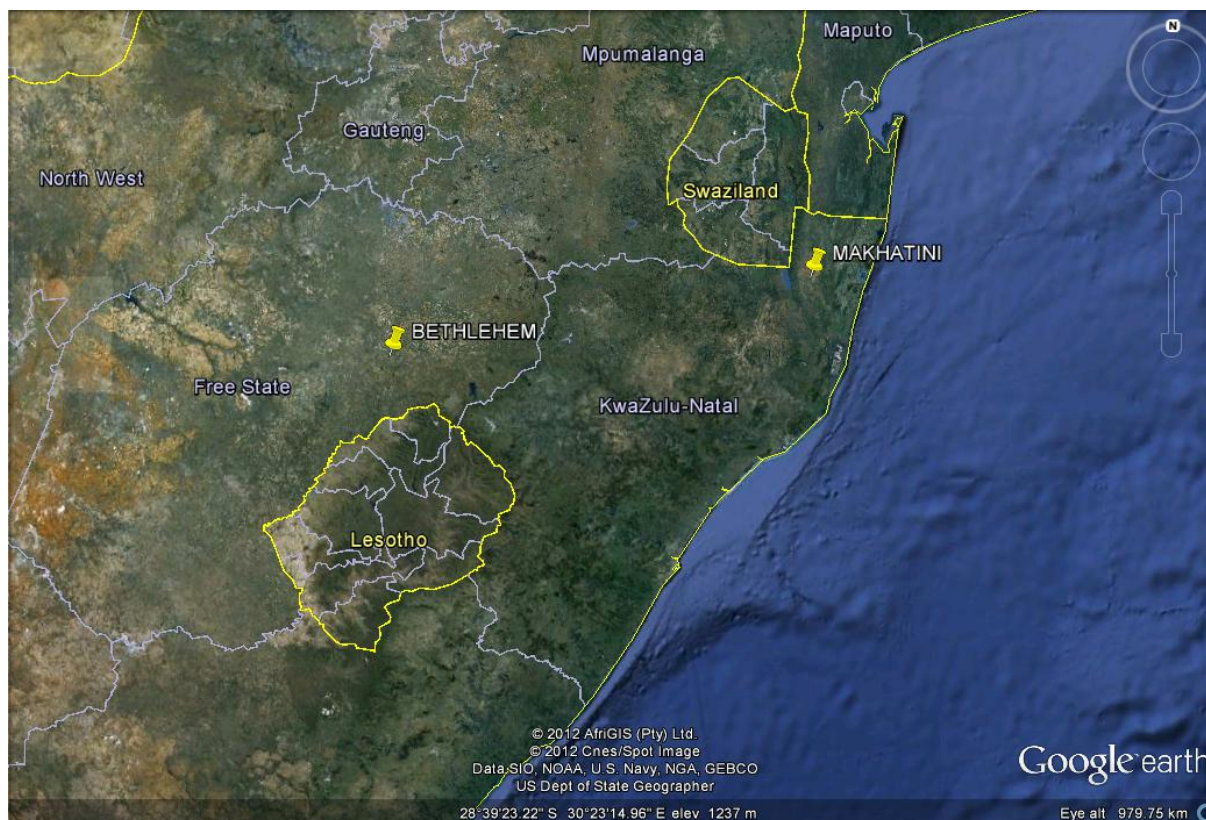 Maputo
N
Mpumalanga
Gauteng
North West
Swaziland
MAKHATINI
BETHLEHEM
Free State
KwaZulu-Natal
Lesotho
© 2012 AfriGIS (Pty) Ltd.
© 2012 Cnes/Spot Image
Data SIO, NOAA, U.S. Navy, NGA, GEBCO
US Dept of State Geographer
Google earth
28°39'23.22" S 30°23'14.96" E elev 1237 m
Eye alt 979.75 km